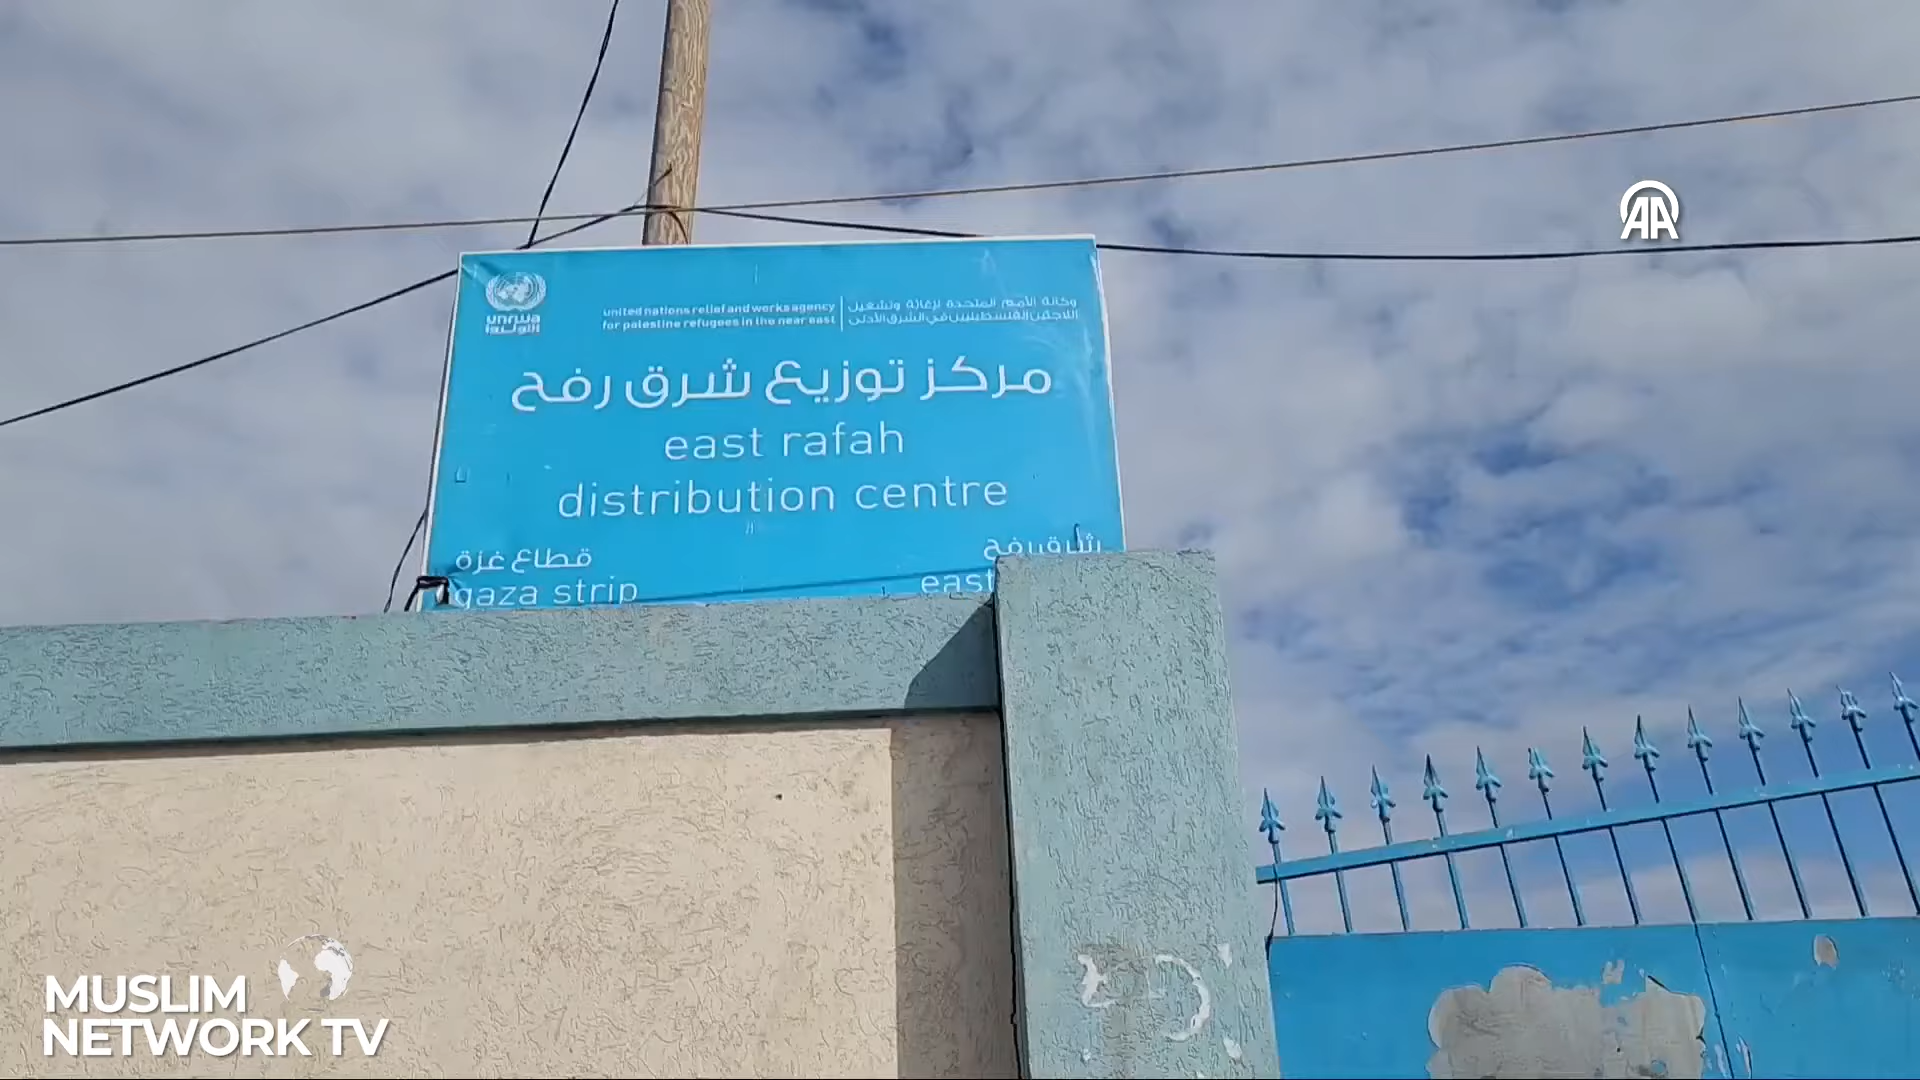 AA
unrwa
الأونروا
united nations relief and works agency
for palestine refugees in the near east
وكالة الأمم المتحدة لإغاثة وتشغيل
اللاجئين الفلسطينيين في الشرق الأدنى
مركز توزيع شرق رفح
east rafah
distribution centre
قطاع غزة
gaza strip
شرق رفح
east
MUSLIM
NETWORK TV